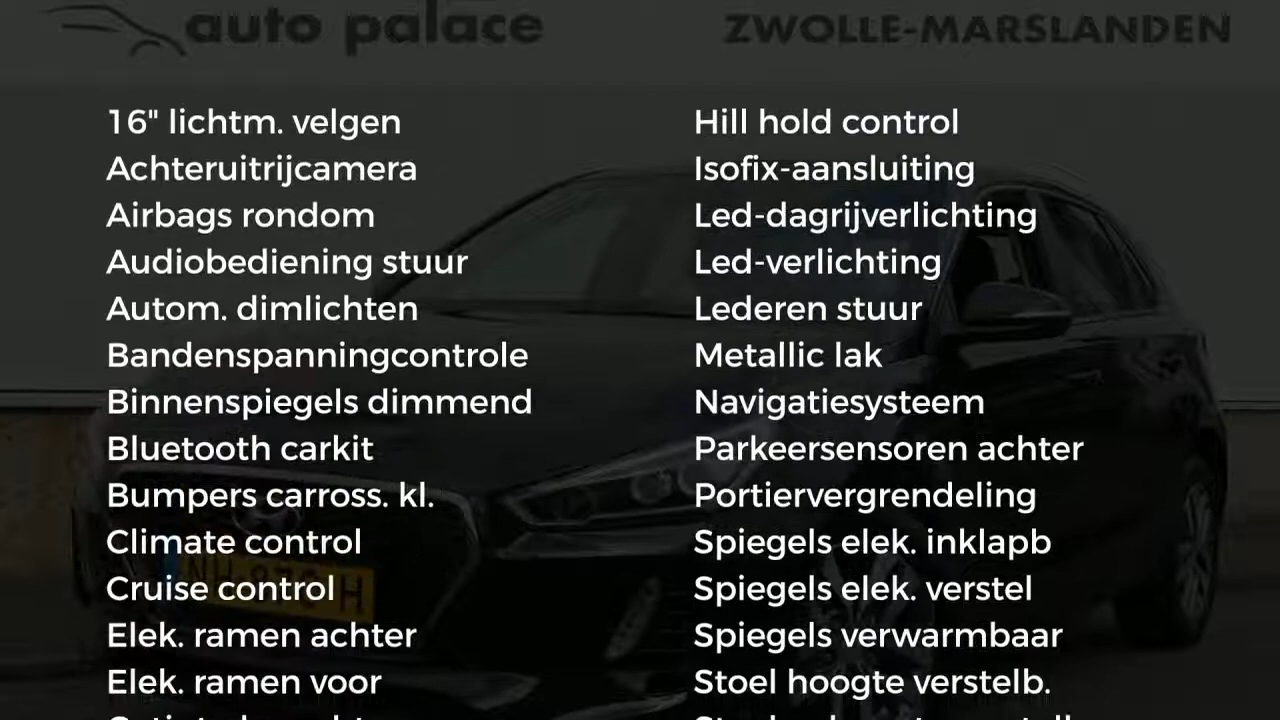 auto palace
ZWOLLE-MARSLANDEN
16" lichtm. velgen
Achteruitrijcamera
Airbags rondom
Audiobediening stuur
Autom. dimlichten
Bandenspanningcontrole
Binnenspiegels dimmend
Bluetooth carkit
Bumpers carross. kl.
Climate control
Cruise control
Elek. ramen achter
Elek. ramen voor
Hill hold control
Isofix-aansluiting
Led-dagrijverlichting
Led-verlichting
Lederen stuur
Metallic lak
Navigatiesysteem
Parkeersensoren achter
Portiervergrendeling
Spiegels elek. inklapb
Spiegels elek. verstel
Spiegels verwarmbaar
Stoel hoogte verstelb.